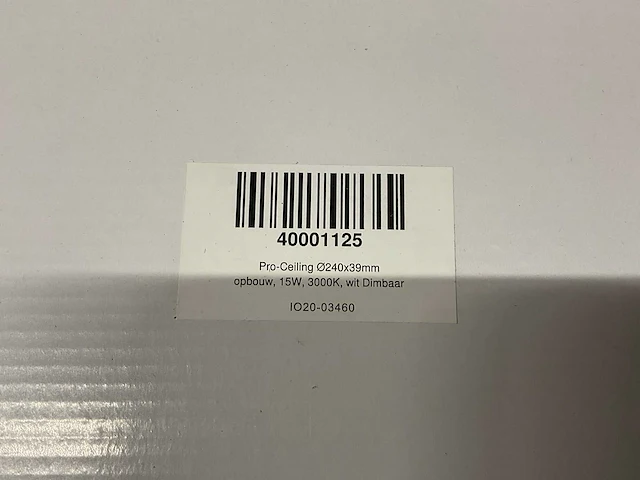 40001125
Pro-Ceiling Ø240x39mm
opbouw, 15W, 3000K, wit Dimbaar
IO20-03460